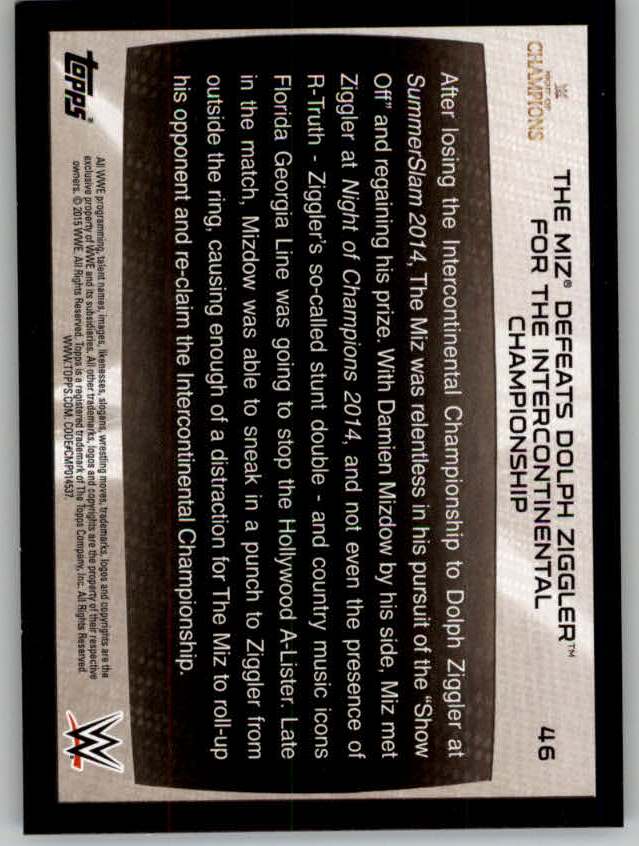 NIGHT OF
CHAMPIONS
THE MIZ® DEFEATS DOLPH ZIGGLER™
FOR THE INTERCONTINENTAL
CHAMPIONSHIP
46
After losing the Intercontinental Championship to Dolph Ziggler at
SummerSlam 2014, The Miz was relentless in his pursuit of the "Show
Off" and regaining his prize. With Damien Mizdow by his side, Miz met
Ziggler at Night of Champions 2014, and not even the presence of
R-Truth - Ziggler's so-called stunt double - and country music icons
Florida Georgia Line was going to stop the Hollywood A-Lister. Late
in the match, Mizdow was able to sneak in a punch to Ziggler from
outside the ring, causing enough of a distraction for The Miz to roll-up
his opponent and re-claim the Intercontinental Championship.
topps®
All WWE programming, talent names, images, likenesses, slogans, wrestling moves, trademarks, logos and copyrights are the
exclusive property of WWE and its subsidiaries. All other trademarks, logos and copyrights are the property of their respective
owners. © 2015 WWE. All Rights Reserved. Topps is a registered trademark of The Topps Company, Inc. All Rights Reserved.
WWW.TOPPS.COM. CODE#CMP014537.
W